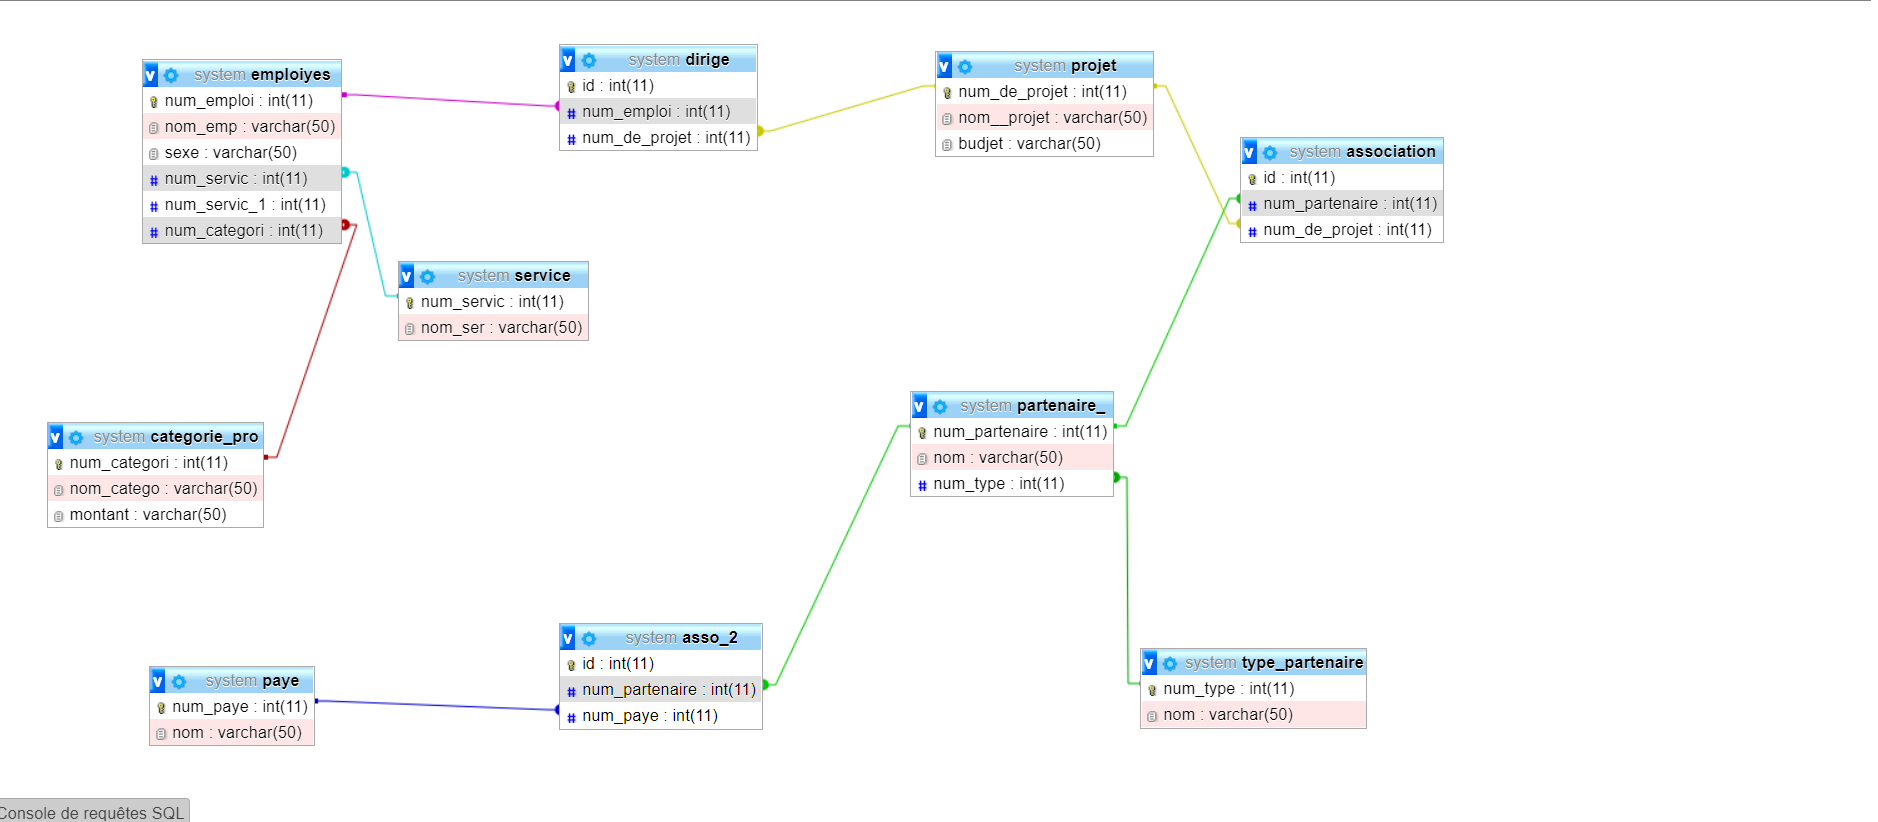 v system emploiyes
num_emploi : int(11)
nom_emp : varchar(50)
sexe : varchar(50)
num_servic : int(11)
num_servic_1 : int(11)
num_categori : int(11)
v system dirige
id : int(11)
num_emploi : int(11)
num_de_projet : int(11)
v system projet
num_de_projet : int(11)
nom__projet : varchar(50)
budjet : varchar(50)
v system association
id : int(11)
num_partenaire : int(11)
num_de_projet : int(11)
v system service
num_servic : int(11)
nom_ser : varchar(50)
v system categorie_pro
num_categori : int(11)
nom_catego : varchar(50)
montant : varchar(50)
v system partenaire_
num_partenaire : int(11)
nom : varchar(50)
num_type : int(11)
v system paye
num_paye : int(11)
nom : varchar(50)
v system asso_2
id : int(11)
num_partenaire : int(11)
num_paye : int(11)
v system type_partenaire
num_type : int(11)
nom : varchar(50)
Console de requêtes SQL